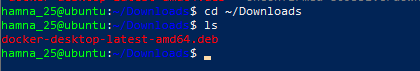 hamna_25@ubuntu:~/Downloads$ cd ~/Downloads
hamna_25@ubuntu:~/Downloads$ ls
docker-desktop-latest-amd64.deb
hamna_25@ubuntu:~/Downloads$